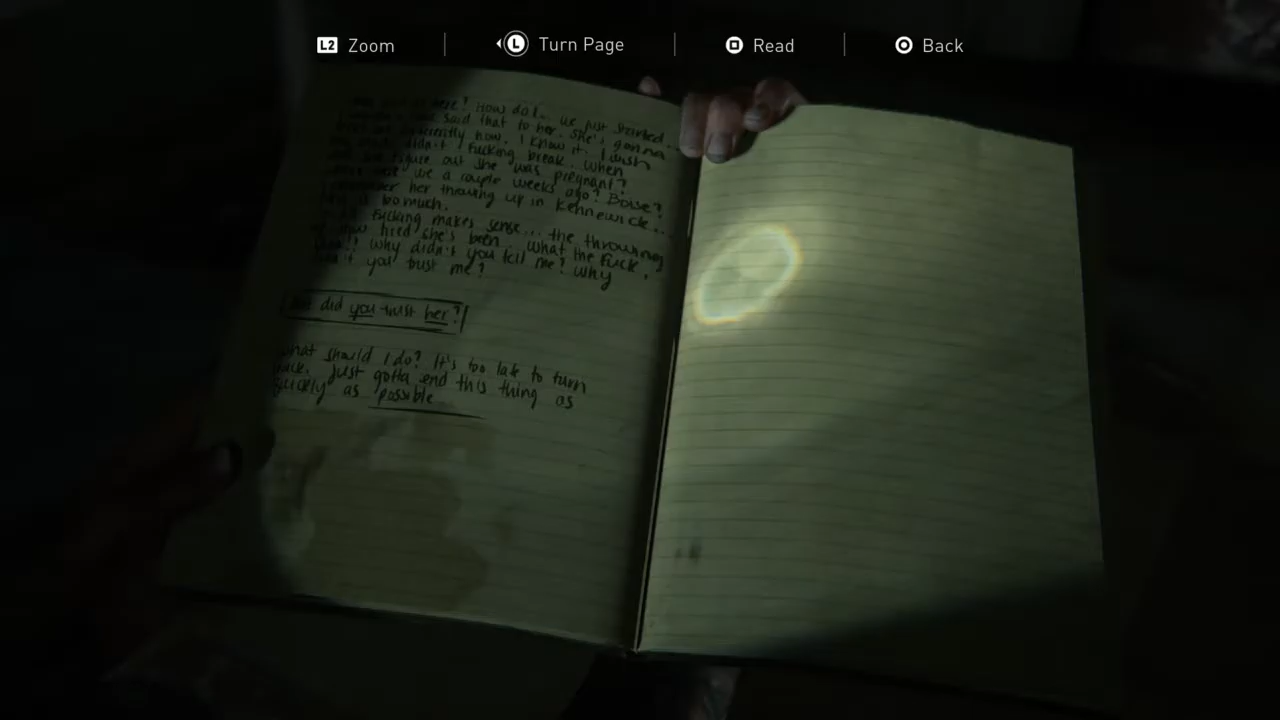 L2 Zoom L Turn Page Read Back
here? How do I... we just started
said that to her. She's gonna
now. I know it. I wish
didn't fucking break. When
figure out she was pregnant?
we a couple weeks ago? Boise?
her throwing up in Kennewick...
too much.
Fucking makes sense... the throwing
tired she's been... what the fuck,
Why didn't you tell me? Why
you trust me?
did you trust her?
what should I do? It's too late to turn
Just gotta end this thing as
quickly as possible